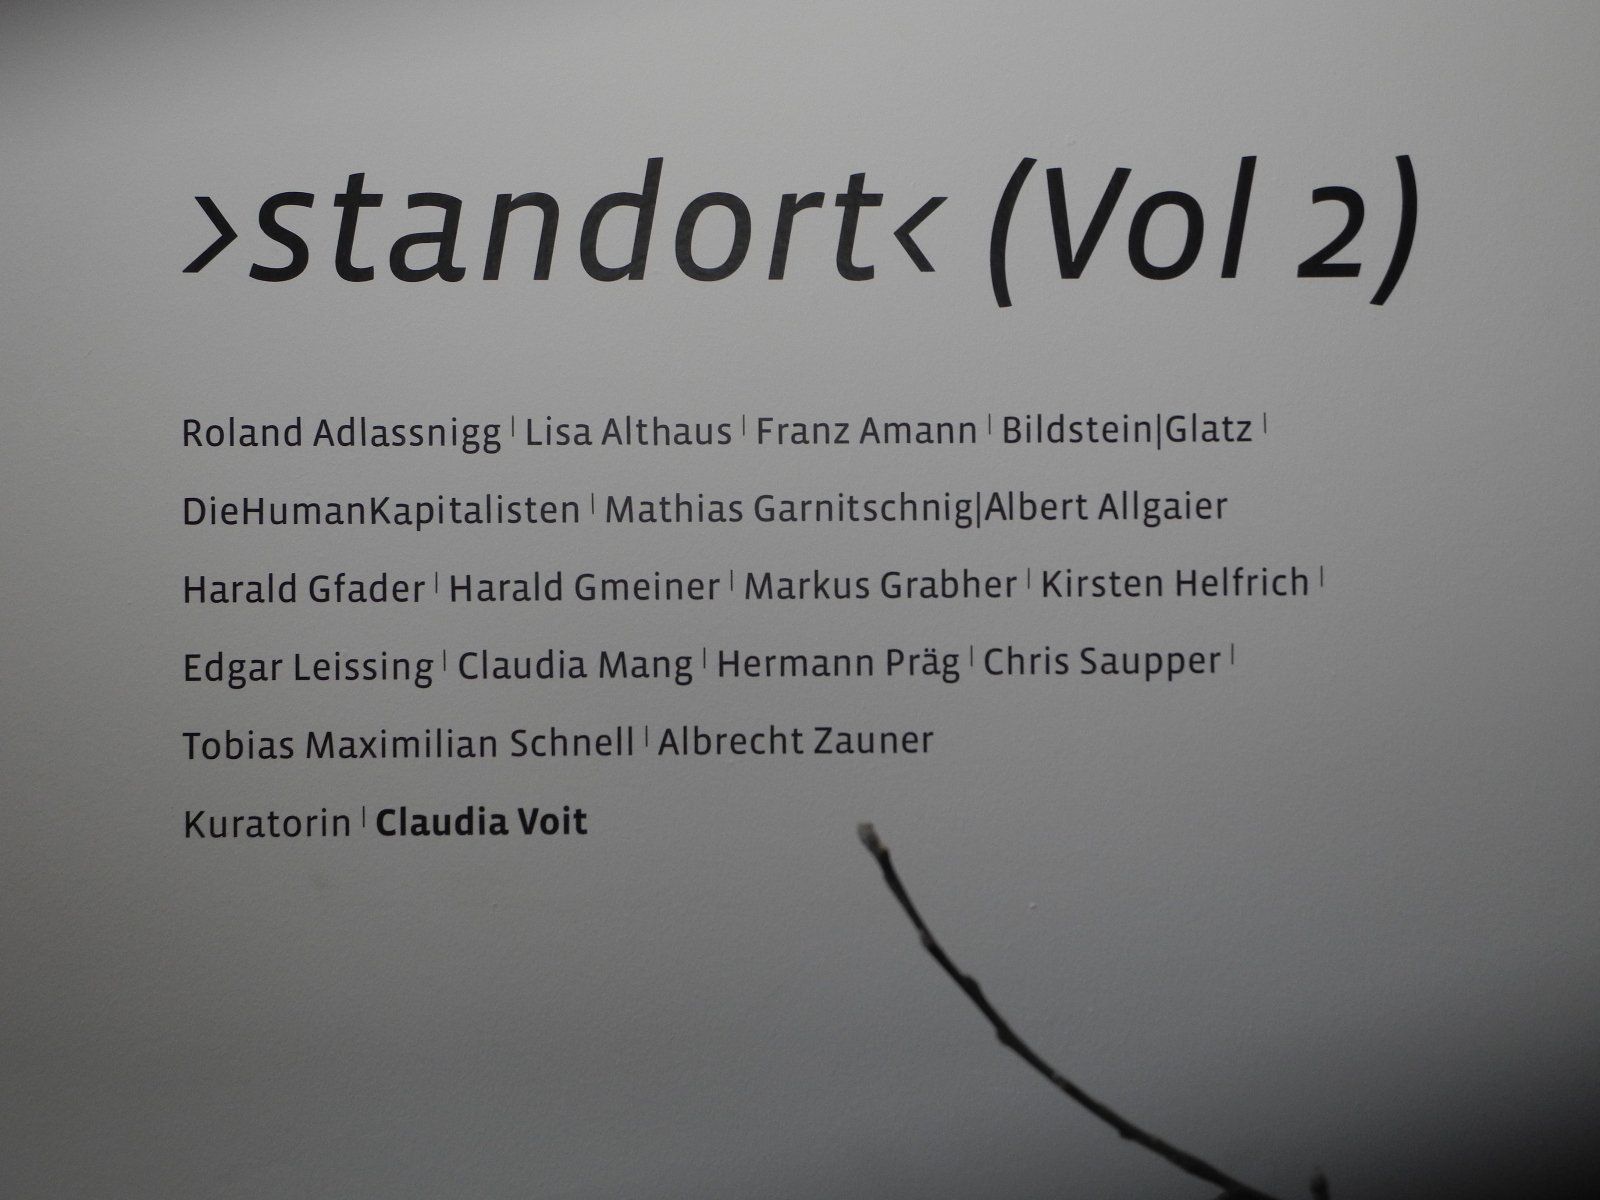 ›standort‹ (Vol 2)
Roland Adlassnigg | Lisa Althaus | Franz Amann | Bildstein|Glatz |
DieHumanKapitalisten | Mathias Garnitschnig|Albert Allgaier
Harald Gfader | Harald Gmeiner | Markus Grabher | Kirsten Helfrich |
Edgar Leissing | Claudia Mang | Hermann Präg | Chris Saupper |
Tobias Maximilian Schnell | Albrecht Zauner
Kuratorin | Claudia Voit